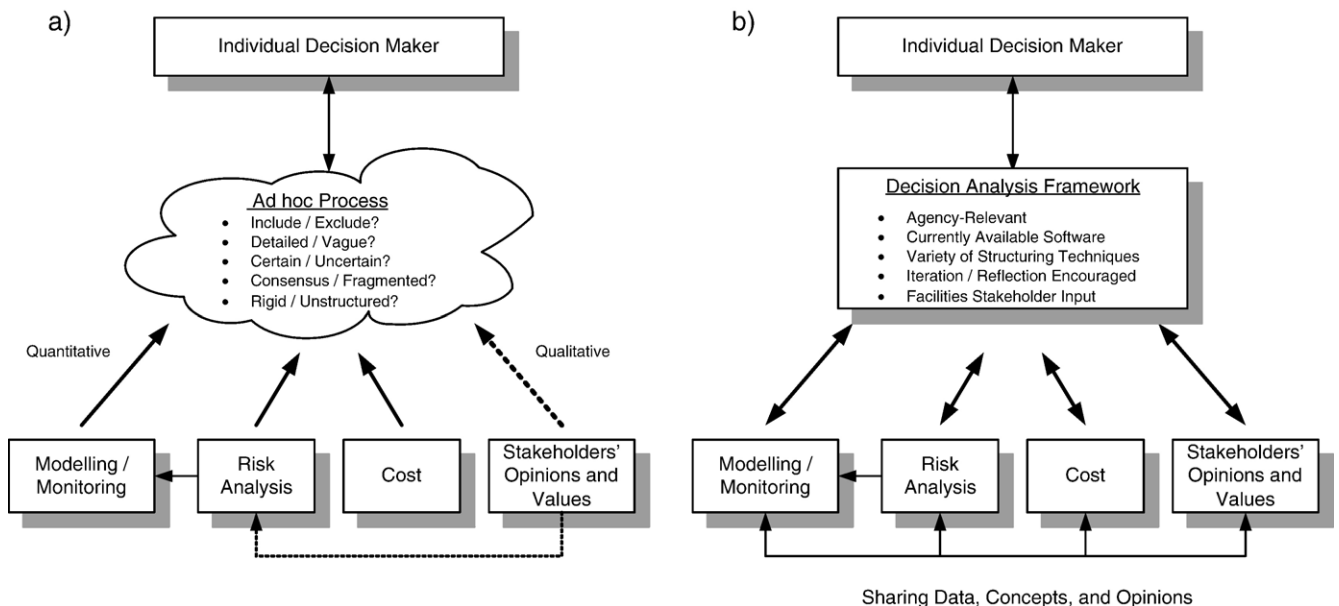 a)
Individual Decision Maker
Ad hoc Process
• Include / Exclude?
• Detailed / Vague?
• Certain / Uncertain?
• Consensus / Fragmented?
• Rigid / Unstructured?
Quantitative
Qualitative
Modelling /
Monitoring
Risk
Analysis
Cost
Stakeholders'
Opinions and
Values
b)
Individual Decision Maker
Decision Analysis Framework
• Agency-Relevant
• Currently Available Software
• Variety of Structuring Techniques
• Iteration / Reflection Encouraged
• Facilities Stakeholder Input
Modelling /
Monitoring
Risk
Analysis
Cost
Stakeholders'
Opinions and
Values
Sharing Data, Concepts, and Opinions